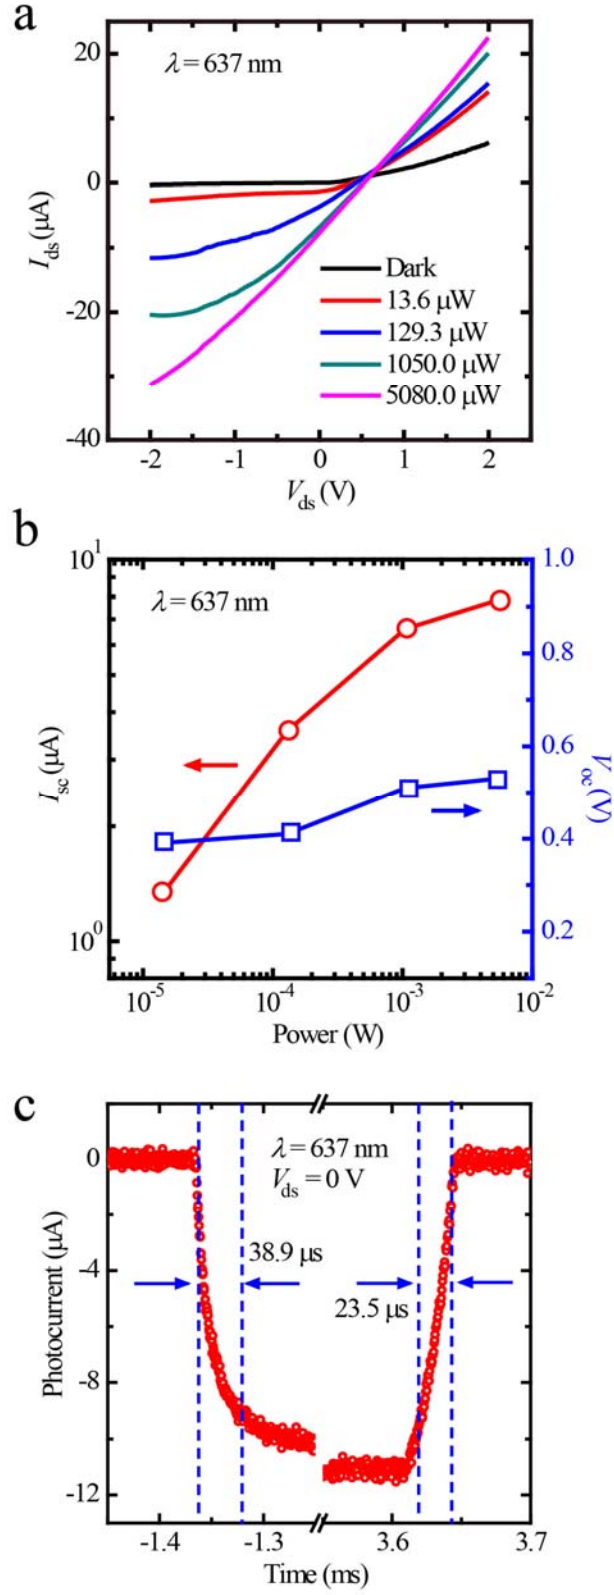 a
λ = 637 nm
20
0
-20
-40
I_ds (μA)
Dark
13.6 μW
129.3 μW
1050.0 μW
5080.0 μW
-2 -1 0 1 2
V_ds (V)
b
10^1
10^0
I_sc (μA)
λ = 637 nm
1.0
0.8
0.6
0.4
0.2
V_oc (V)
10^-5 10^-4 10^-3 10^-2
Power (W)
c
λ = 637 nm
V_ds = 0 V
0
-4
-8
-12
Photocurrent (μA)
38.9 μs
23.5 μs
-1.4 -1.3 3.6 3.7
Time (ms)